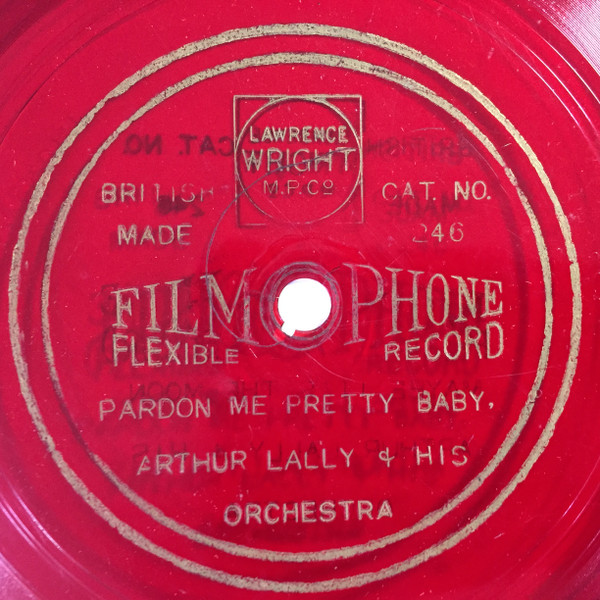 LAWRENCE
WRIGHT
M.P.Co
BRITISH
CAT. NO.
MADE
246
FILMOPHONE
FLEXIBLE
RECORD
PARDON ME PRETTY BABY,
ARTHUR LALLY & HIS
ORCHESTRA